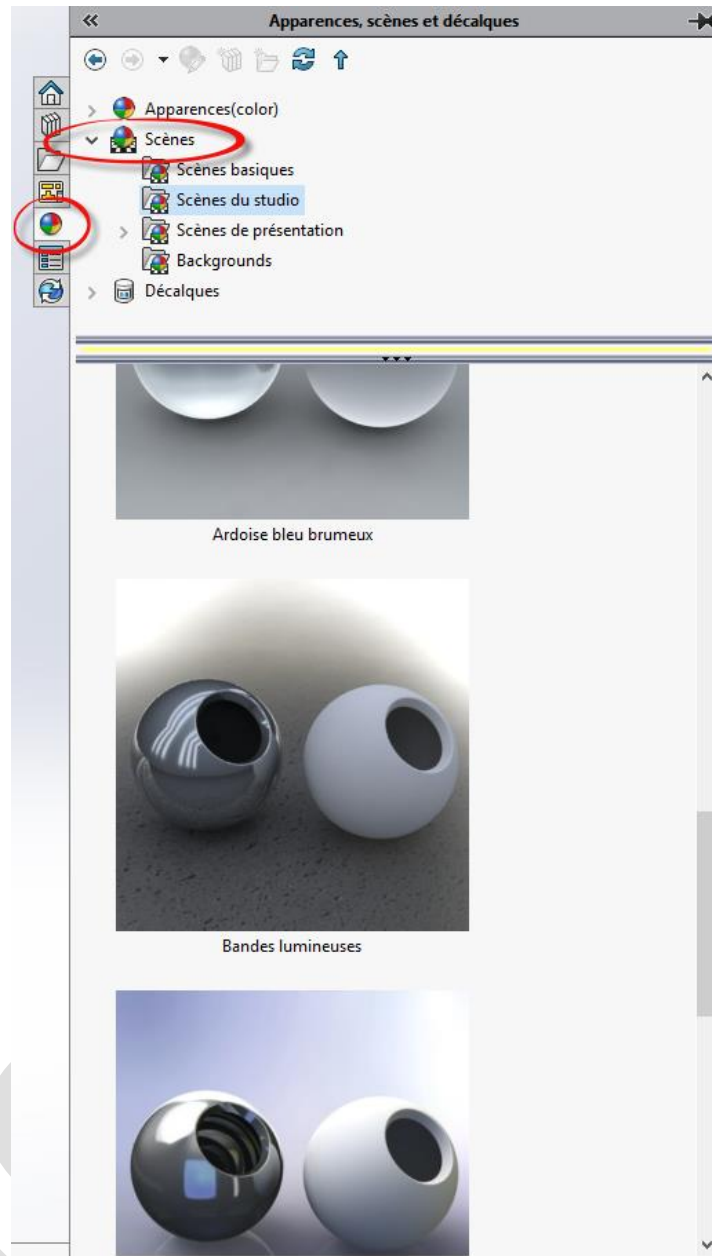 Apparences, scènes et décalques
Apparences(color)
Scènes
Scènes basiques
Scènes du studio
Scènes de présentation
Backgrounds
Décalques
Ardoise bleu brumeux
Bandes lumineuses